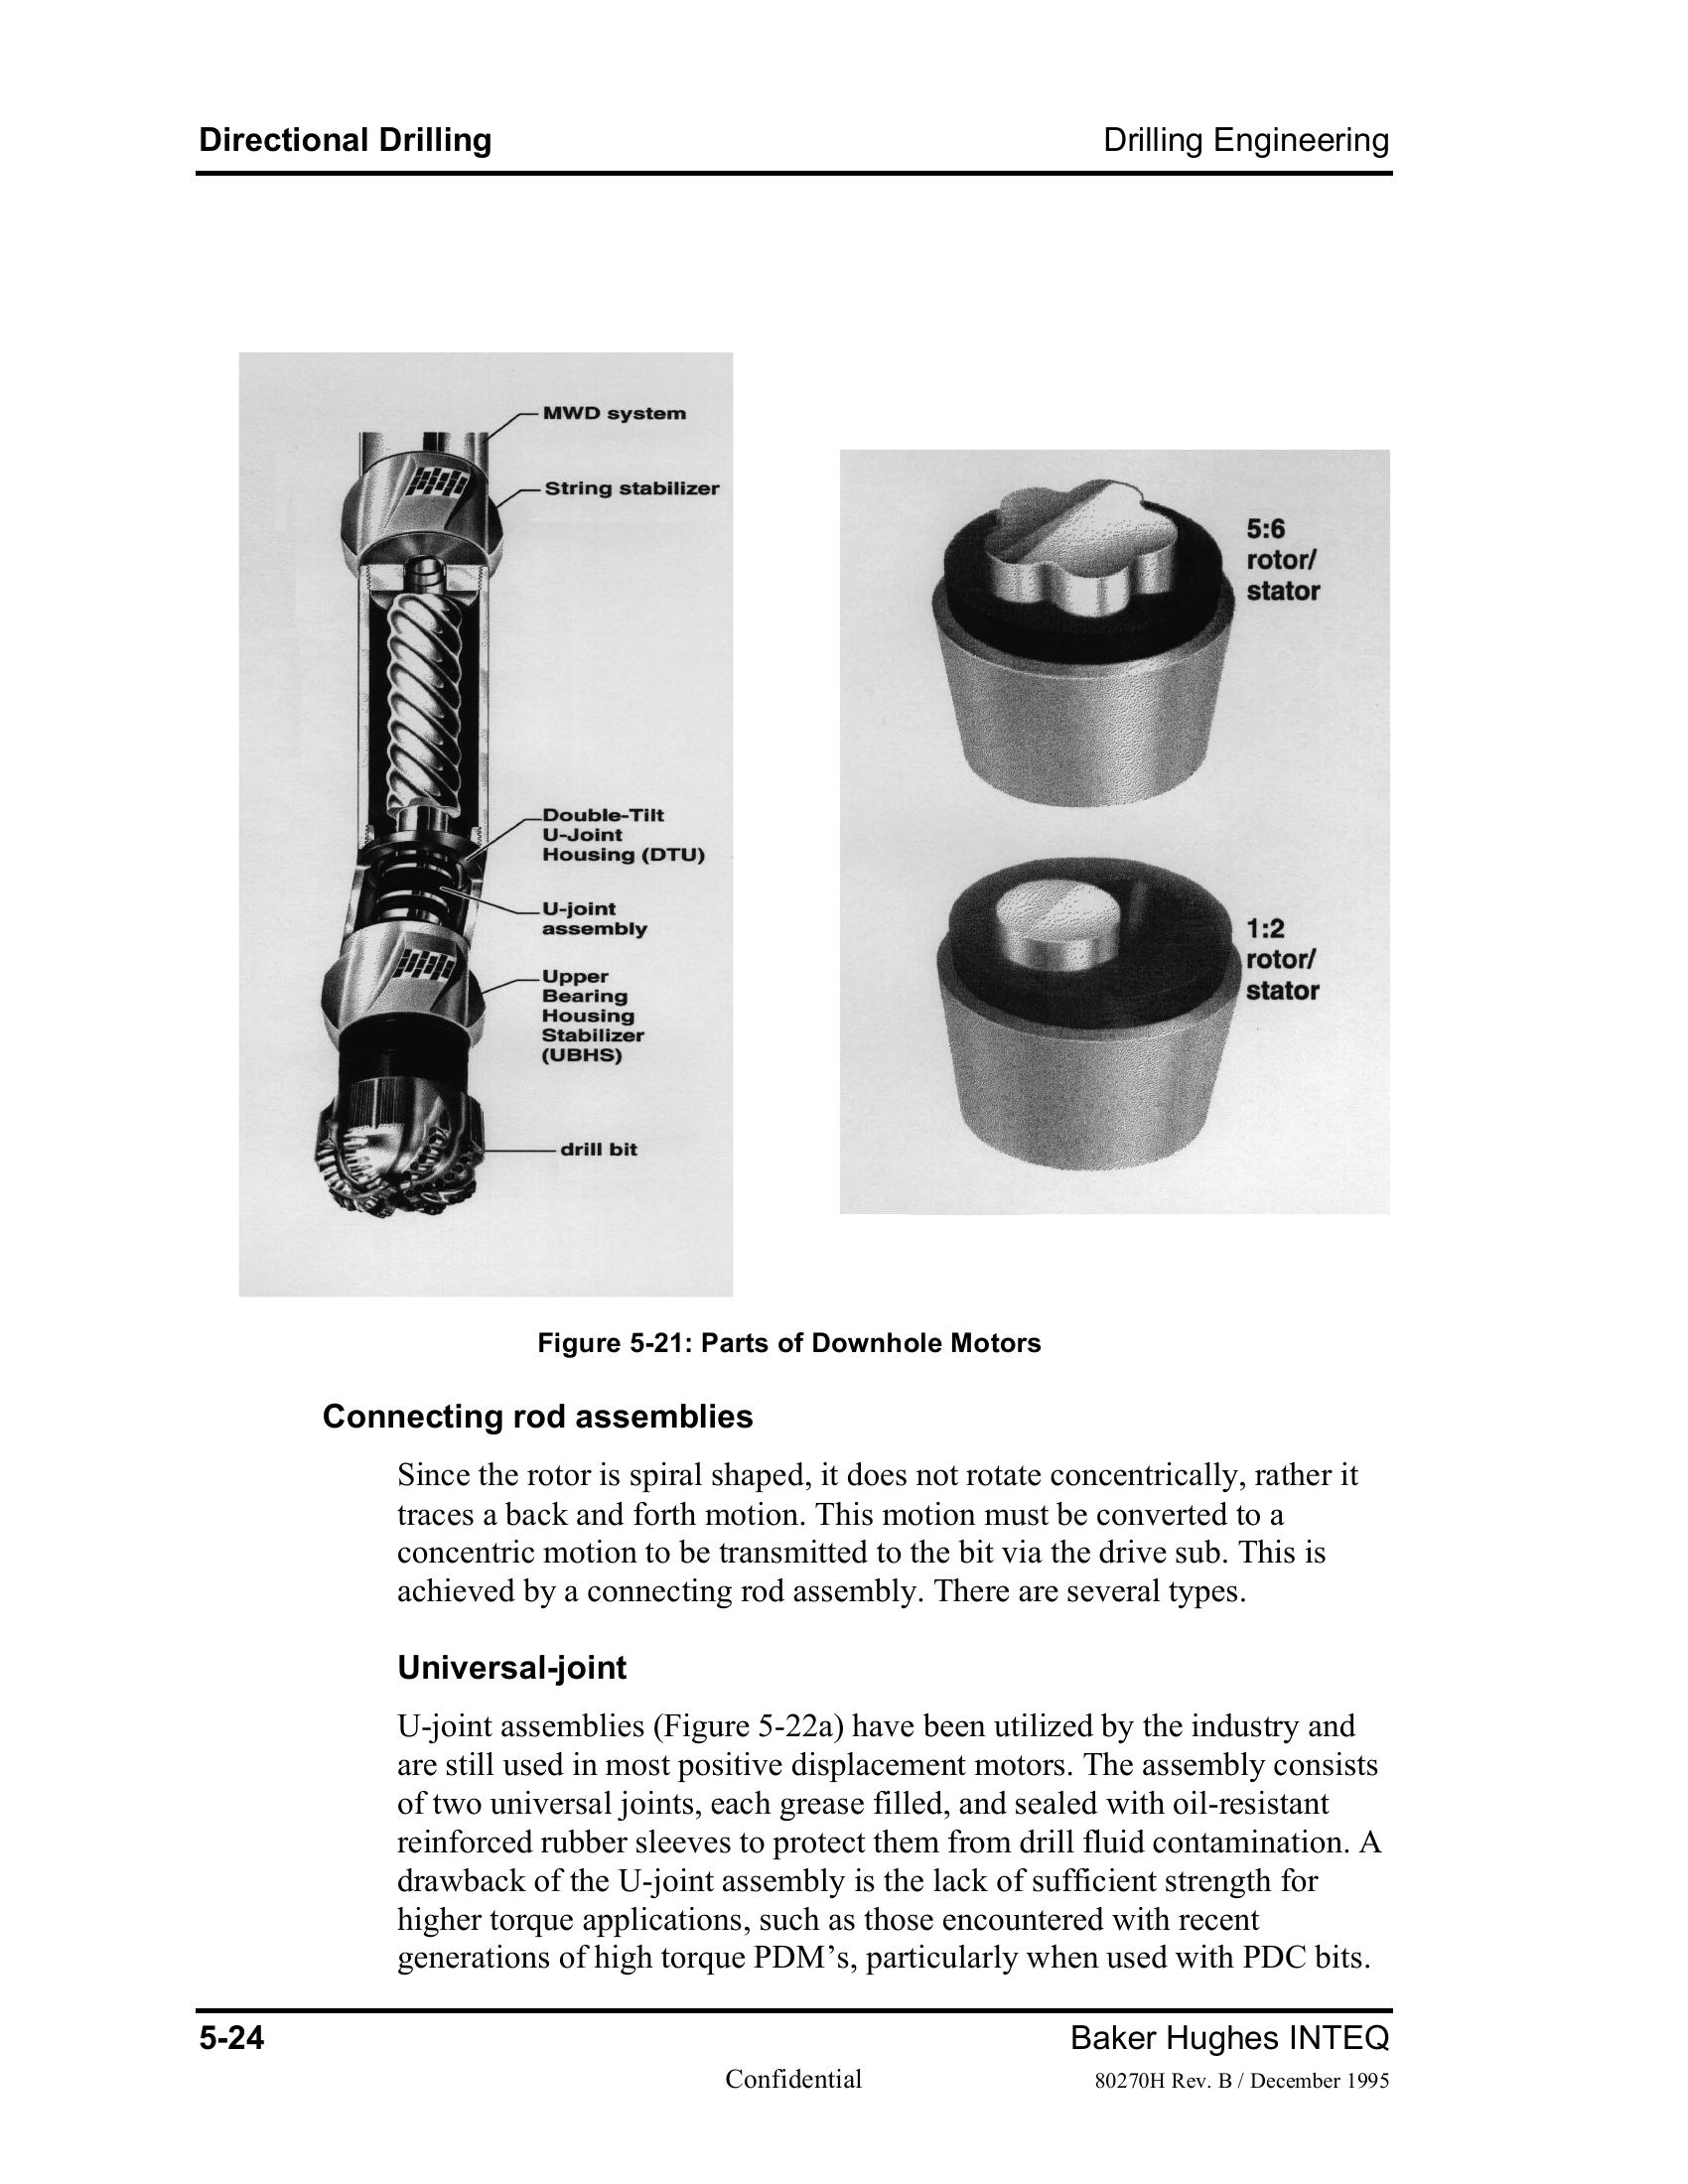 Directional Drilling
Drilling Engineering
MWD system
String stabilizer
Double-Tilt
U-Joint
Housing (DTU)
U-joint
assembly
Upper
Bearing
Housing
Stabilizer
(UBHS)
drill bit
5:6
rotor/
stator
1:2
rotor/
stator
Figure 5-21: Parts of Downhole Motors
Connecting rod assemblies
Since the rotor is spiral shaped, it does not rotate concentrically, rather it
traces a back and forth motion. This motion must be converted to a
concentric motion to be transmitted to the bit via the drive sub. This is
achieved by a connecting rod assembly. There are several types.
Universal-joint
U-joint assemblies (Figure 5-22a) have been utilized by the industry and
are still used in most positive displacement motors. The assembly consists
of two universal joints, each grease filled, and sealed with oil-resistant
reinforced rubber sleeves to protect them from drill fluid contamination. A
drawback of the U-joint assembly is the lack of sufficient strength for
higher torque applications, such as those encountered with recent
generations of high torque PDM’s, particularly when used with PDC bits.
5-24
Baker Hughes INTEQ
Confidential
80270H Rev. B / December 1995